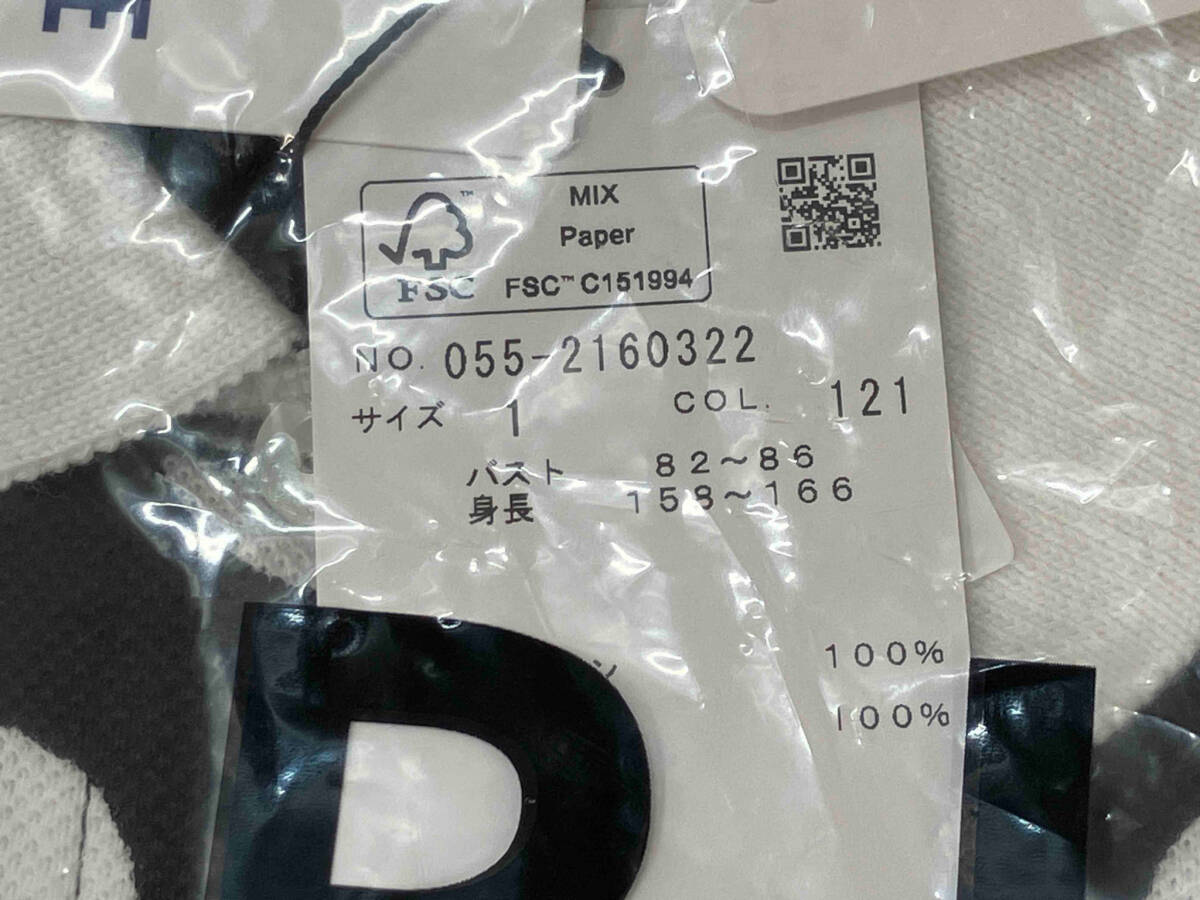 E
MIX
Paper
FSC
FSC™ C151994
NO. 055-2160322
サイズ 1 COL. 121
バスト 82~86
身長 158~166
ン 100%
100%